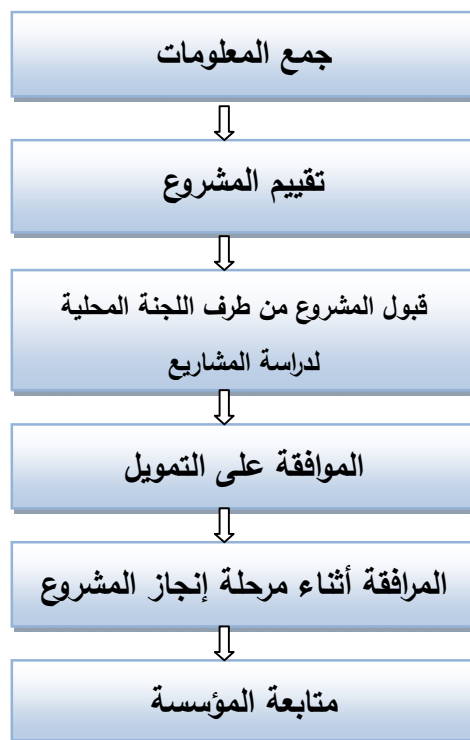 جمع المعلومات
تقييم المشروع
قبول المشروع من طرف اللجنة المحلية
لدراسة المشاريع
الموافقة على التمويل
المرافقة أثناء مرحلة إنجاز المشروع
متابعة المؤسسة